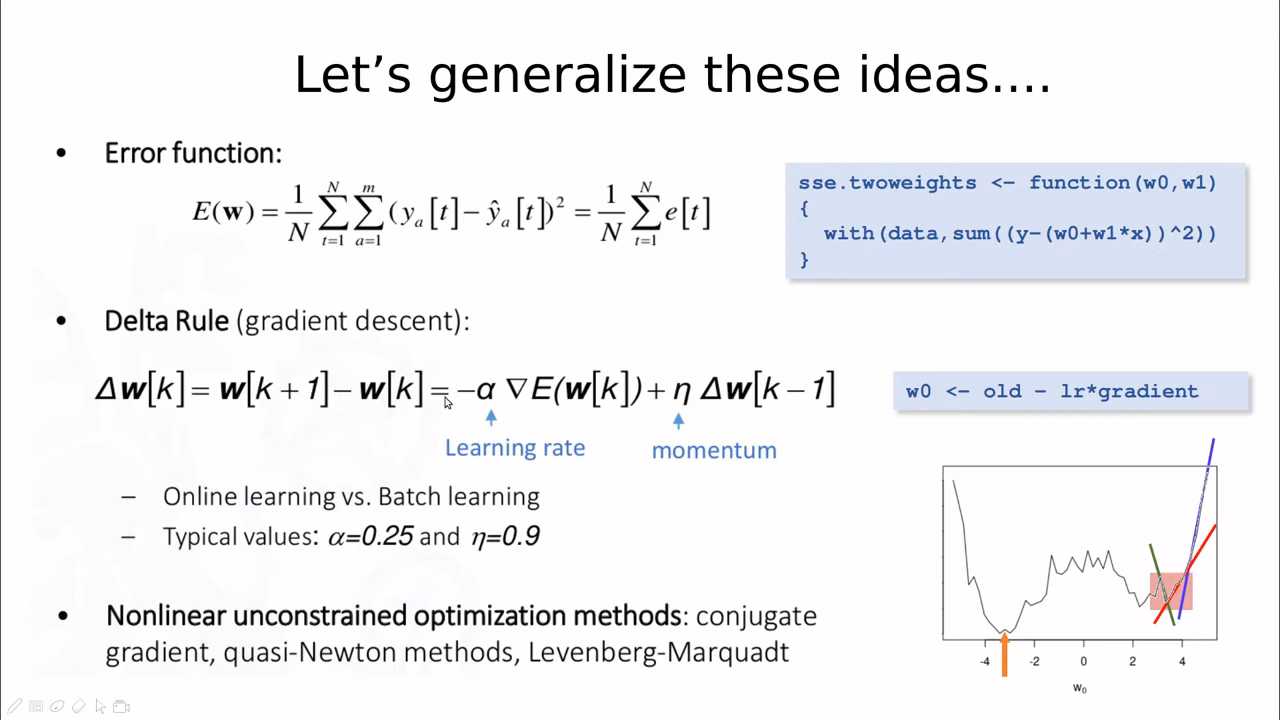 Let’s generalize these ideas....
• Error function:
E(w) = 1/N ∑_{t=1}^{N} ∑_{a=1}^{m} (y_a[t] − ŷ_a[t])² = 1/N ∑_{t=1}^{N} e[t]
sse.twoweights <- function(w0,w1)
{
with(data,sum((y-(w0+w1*x))^2))
}
• Delta Rule (gradient descent):
Δw[k] = w[k + 1] − w[k] = −α ∇E(w[k]) + η Δw[k − 1]
w0 <- old - lr*gradient
Learning rate
momentum
– Online learning vs. Batch learning
– Typical values: α=0.25 and η=0.9
• Nonlinear unconstrained optimization methods: conjugate
gradient, quasi-Newton methods, Levenberg-Marquadt
-4 -2 0 2 4
w₀